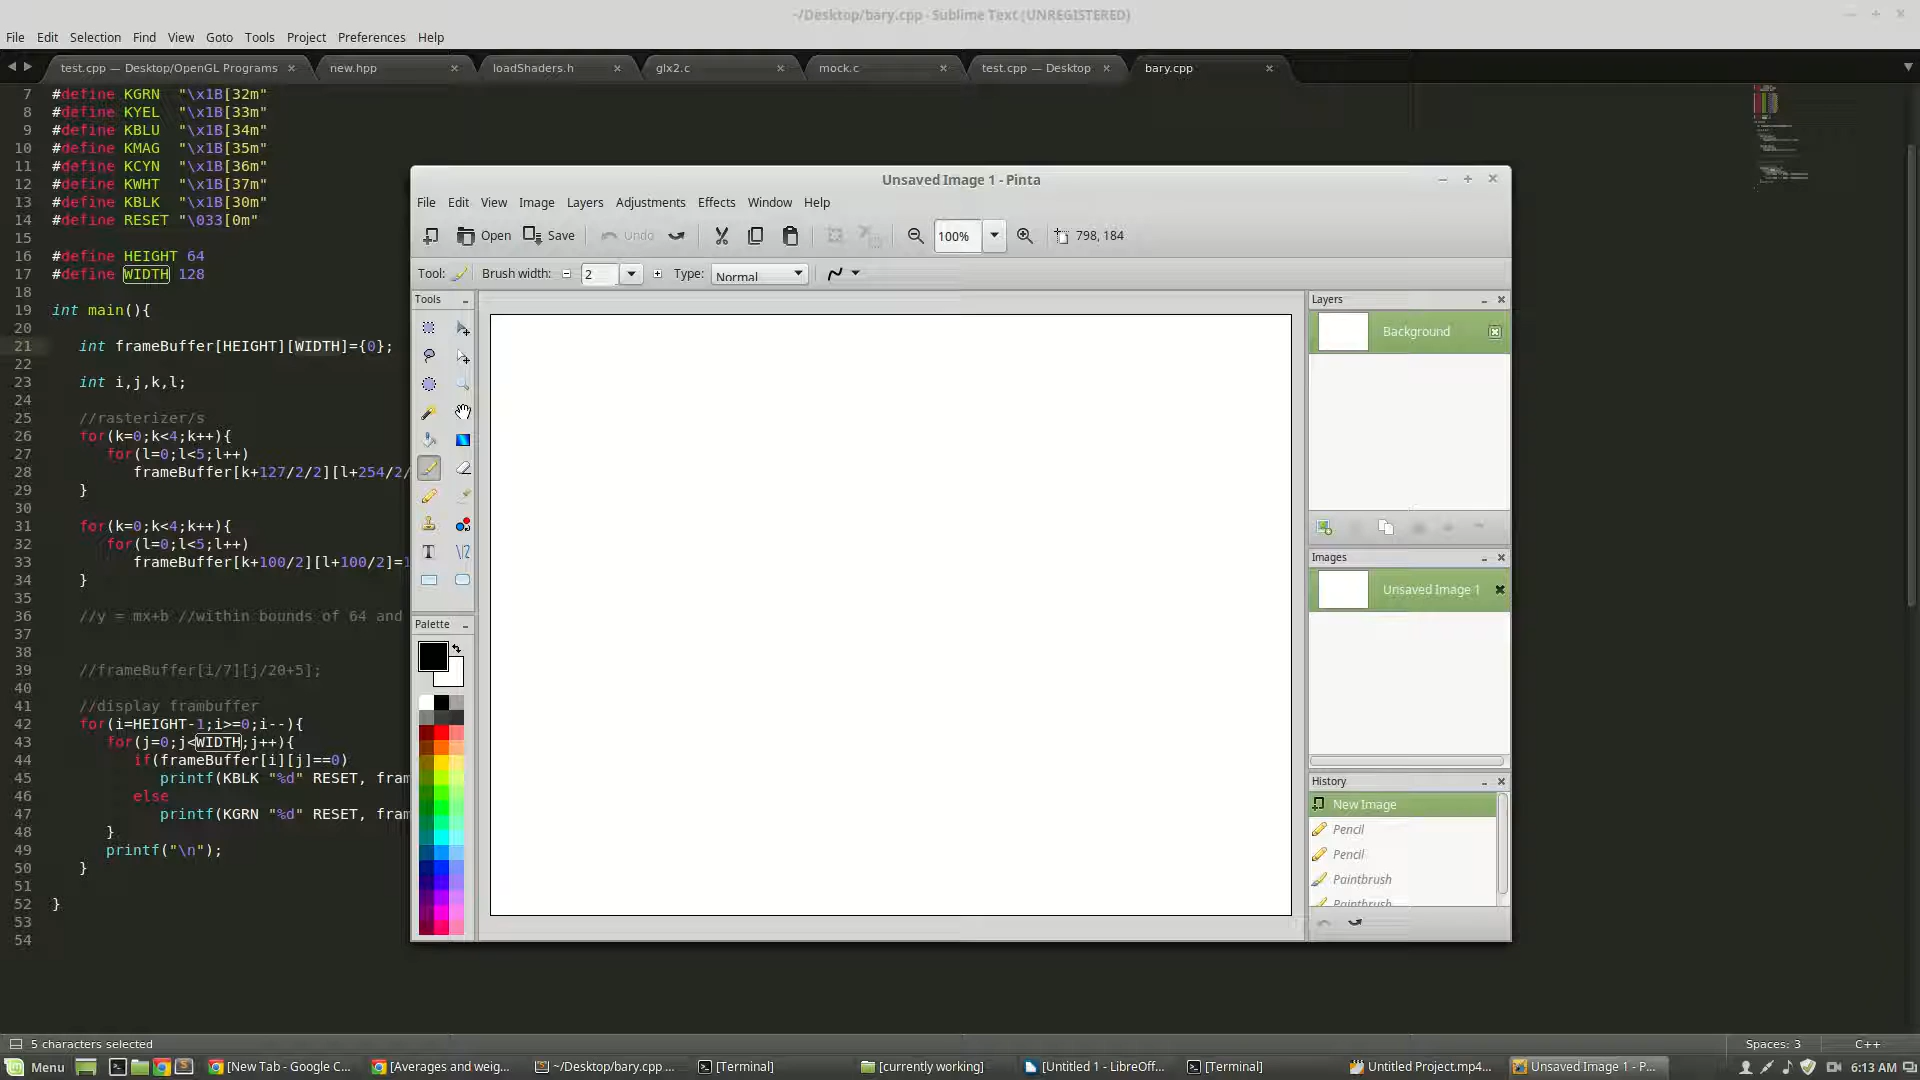 ~/Desktop/bary.cpp - Sublime Text (UNREGISTERED)
File Edit Selection Find View Goto Tools Project Preferences Help
test.cpp — Desktop/OpenGL Programs new.hpp loadShaders.h glx2.c mock.c test.cpp — Desktop bary.cpp
7 #define KGRN "\x1B[32m"
8 #define KYEL "\x1B[33m"
9 #define KBLU "\x1B[34m"
10 #define KMAG "\x1B[35m"
11 #define KCYN "\x1B[36m"
12 #define KWHT "\x1B[37m"
13 #define KBLK "\x1B[30m"
14 #define RESET "\033[0m"
15
16 #define HEIGHT 64
17 #define WIDTH 128
18
19 int main(){
20
21 int frameBuffer[HEIGHT][WIDTH]={0};
22
23 int i,j,k,l;
24
25 //rasterizer/s
26 for(k=0;k<4;k++){
27 for(l=0;l<5;l++)
28 frameBuffer[k+127/2/2][l+254/2/
29 }
30
31 for(k=0;k<4;k++){
32 for(l=0;l<5;l++)
33 frameBuffer[k+100/2][l+100/2]=1
34 }
35
36 //y = mx+b //within bounds of 64 and
37
38
39 //frameBuffer[i/7][j/20+5];
40
41 //display frambuffer
42 for(i=HEIGHT-1;i>=0;i--){
43 for(j=0;j<WIDTH;j++){
44 if(frameBuffer[i][j]==0)
45 printf(KBLK "%d" RESET, fram
46 else
47 printf(KGRN "%d" RESET, fram
48 }
49 printf("\n");
50 }
51
52 }
53
54
Unsaved Image 1 - Pinta
File Edit View Image Layers Adjustments Effects Window Help
Open Save Undo 100% 798, 184
Tool: Brush width: 2 Type: Normal
Tools
Palette
Layers
Background
Images
Unsaved Image 1
History
New Image
Pencil
Pencil
Paintbrush
Paintbrush
5 characters selected Spaces: 3 C++
Menu [New Tab - Google C... [Averages and weig... ~/Desktop/bary.cpp ... [Terminal] [currently working] [Untitled 1 - LibreOff... [Terminal] Untitled Project.mp4... Unsaved Image 1 - P... 6:13 AM